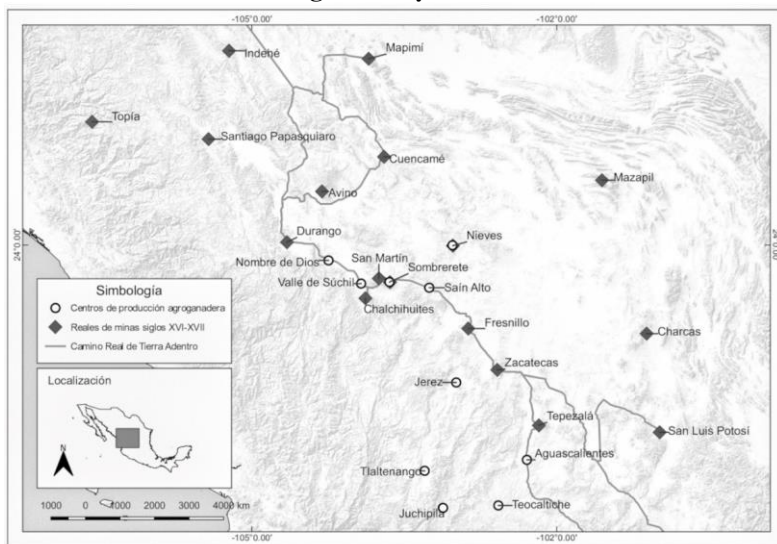 -105°0.00'
-102°0.00'
Indehé
Mapimí
Topía
Santiago Papasquiaro
Cuencamé
Mazapil
Avino
Durango
Nieves
24°0.00'
24°0.00'
Nombre de Dios
San Martín
Sombrerete
Valle de Súchil
Saín Alto
Chalchihuites
Simbología
Centros de producción agroganadera
Reales de minas siglos XVI-XVII
Camino Real de Tierra Adentro
Fresnillo
Charcas
Zacatecas
Localización
Jerez
Tepezalá
San Luis Potosí
N
Aguascalientes
Tlaltenango
Teocaltiche
Juchipila
1000 0 1000 2000 3000 4000 km
-105°0.00'
-102°0.00'